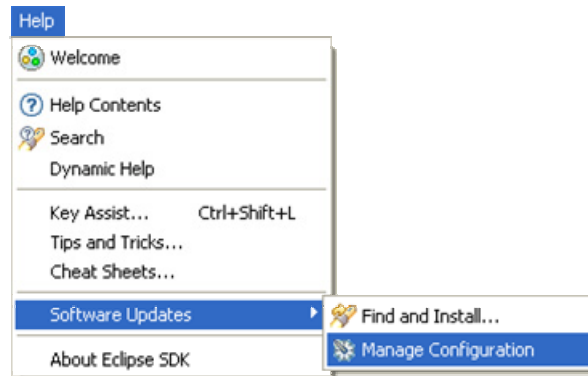 Help
Welcome
Help Contents
Search
Dynamic Help
Key Assist... Ctrl+Shift+L
Tips and Tricks...
Cheat Sheets...
Software Updates
Find and Install...
Manage Configuration
About Eclipse SDK